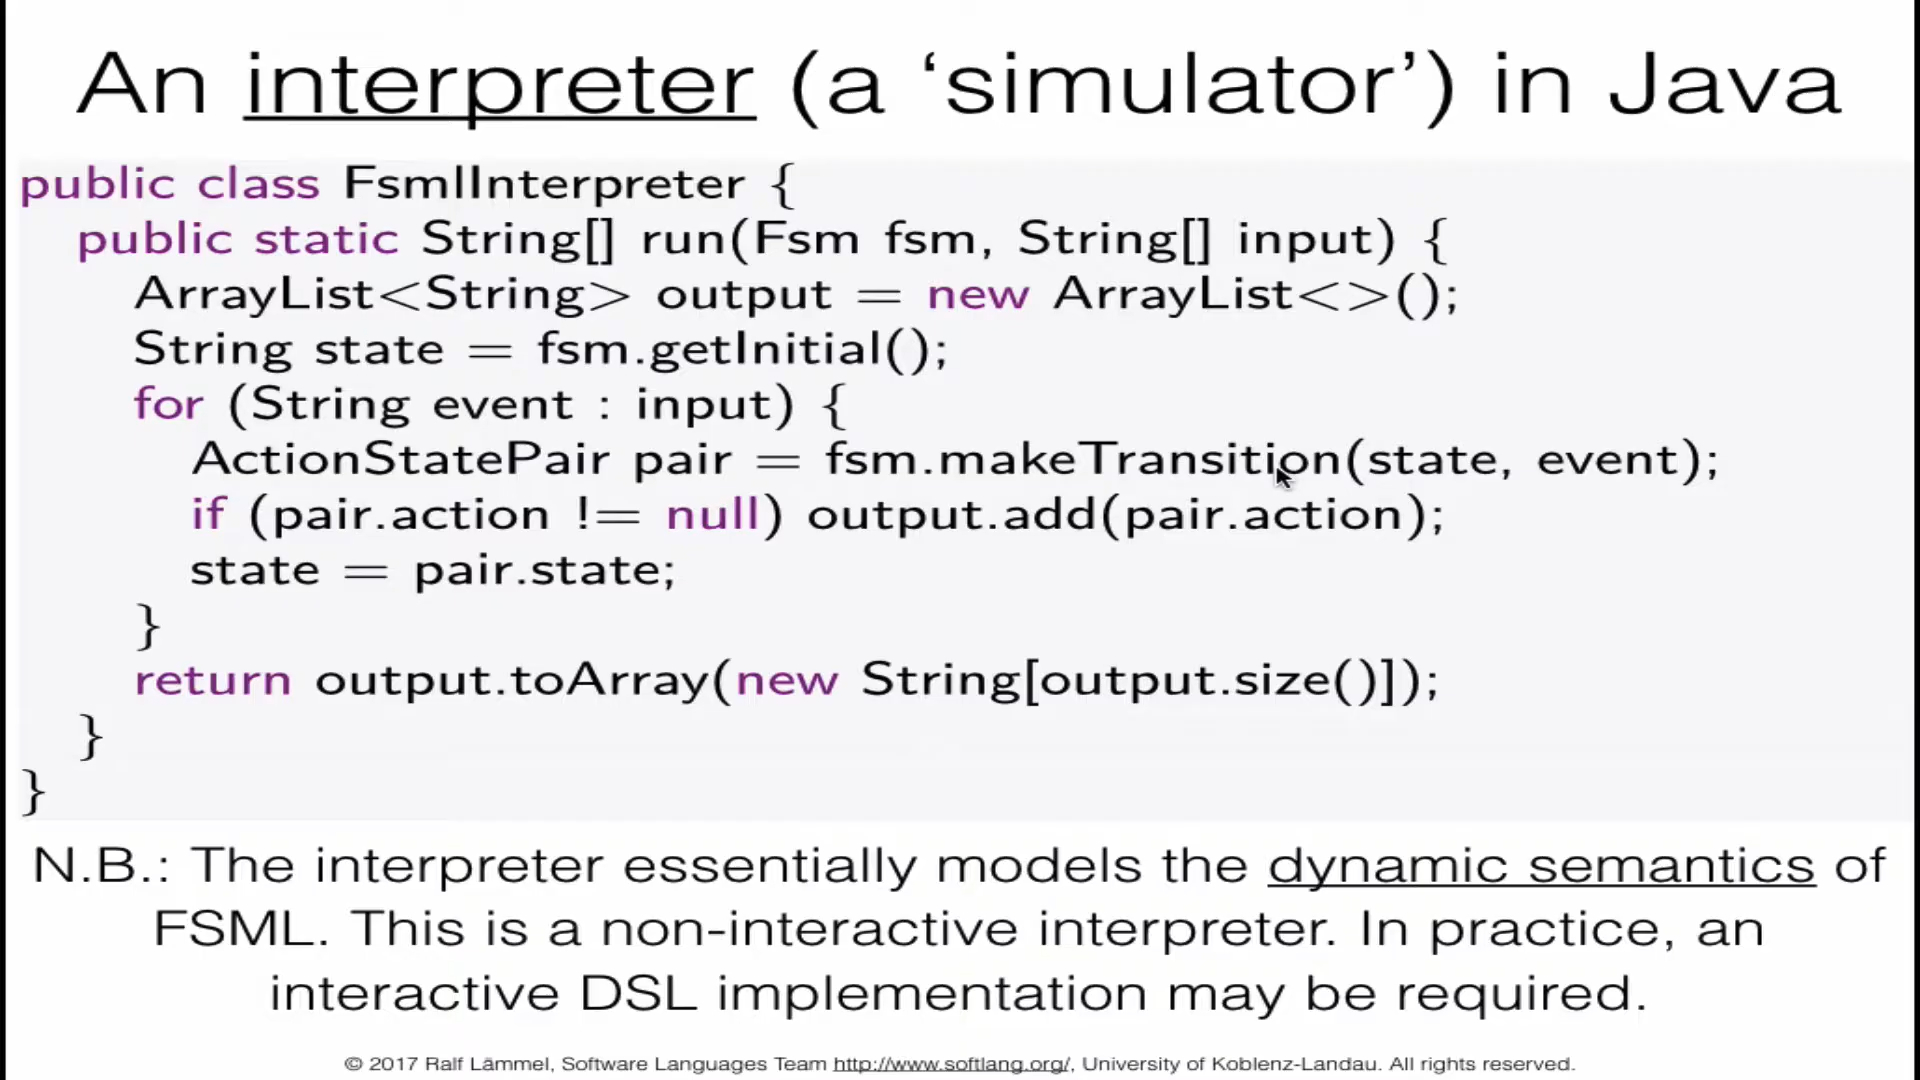 An interpreter (a ‘simulator’) in Java
public class FsmlInterpreter {
public static String[] run(Fsm fsm, String[] input) {
ArrayList<String> output = new ArrayList<>();
String state = fsm.getInitial();
for (String event : input) {
ActionStatePair pair = fsm.makeTransition(state, event);
if (pair.action != null) output.add(pair.action);
state = pair.state;
}
return output.toArray(new String[output.size()]);
}
}
N.B.: The interpreter essentially models the dynamic semantics of
FSML. This is a non-interactive interpreter. In practice, an
interactive DSL implementation may be required.
© 2017 Ralf Lämmel, Software Languages Team http://www.softlang.org/, University of Koblenz-Landau. All rights reserved.